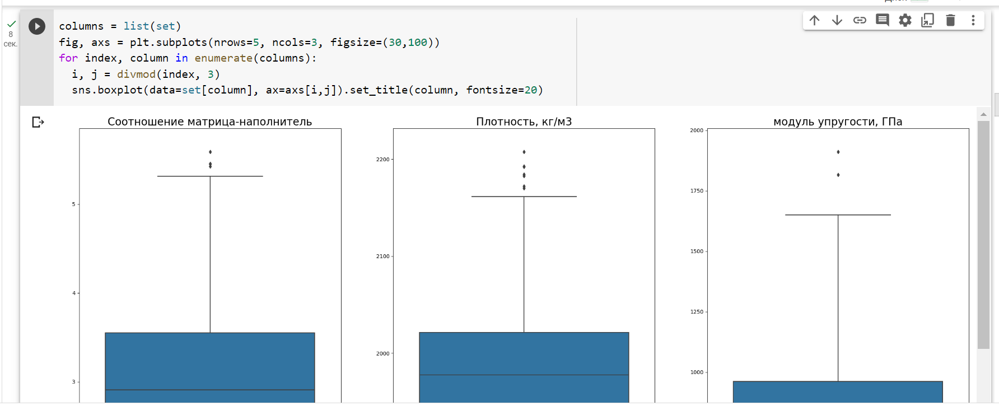 columns = list(set)
fig, axs = plt.subplots(nrows=5, ncols=3, figsize=(30,100))
for index, column in enumerate(columns):
  i, j = divmod(index, 3)
  sns.boxplot(data=set[column], ax=axs[i,j]).set_title(column, fontsize=20)
8
сек.
Соотношение матрица-наполнитель
5
4
3
Плотность, кг/м3
2200
2100
2000
модуль упругости, ГПа
2000
1750
1500
1250
1000